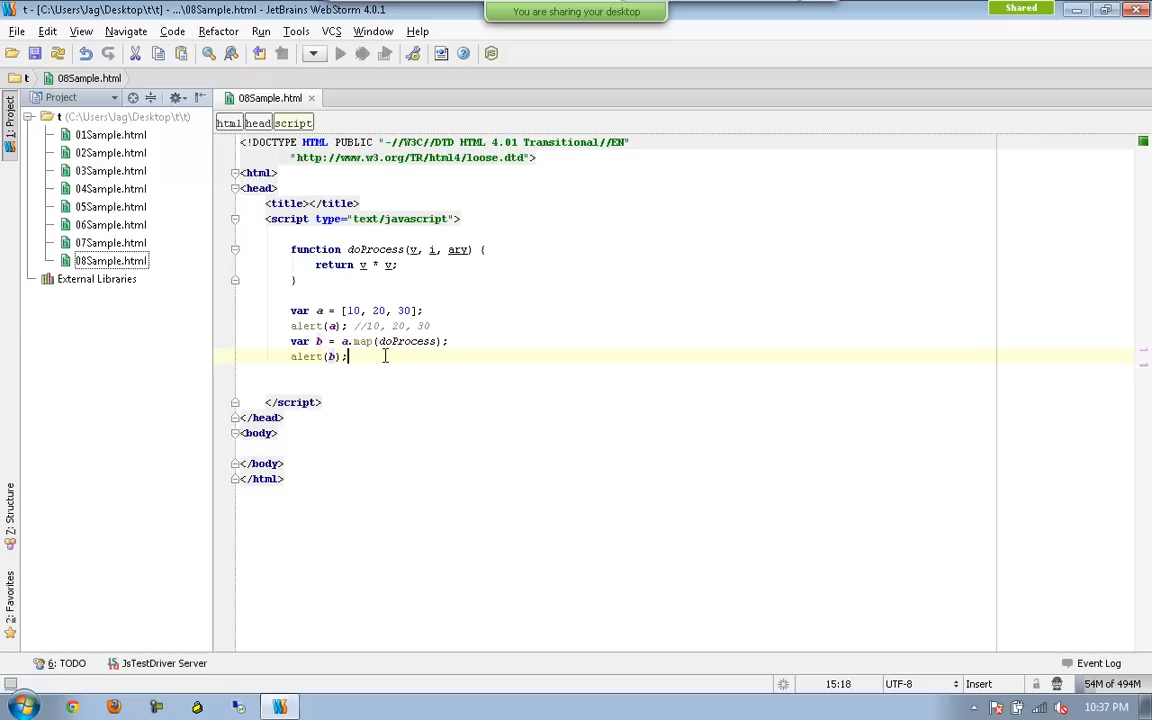 t - [C:\Users\Jag\Desktop\t\t] - ...\08Sample.html - JetBrains WebStorm 4.0.1
You are sharing your desktop
Shared
File Edit View Navigate Code Refactor Run Tools VCS Window Help
t 08Sample.html
Project
08Sample.html
1: Project
t (C:\Users\Jag\Desktop\t\t)
01Sample.html
02Sample.html
03Sample.html
04Sample.html
05Sample.html
06Sample.html
07Sample.html
08Sample.html
External Libraries
html head script
<!DOCTYPE HTML PUBLIC "-//W3C//DTD HTML 4.01 Transitional//EN"
"http://www.w3.org/TR/html4/loose.dtd">
<html>
<head>
<title></title>
<script type="text/javascript">
function doProcess(v, i, ary) {
return v * v;
}
var a = [10, 20, 30];
alert(a); //10, 20, 30
var b = a.map(doProcess);
alert(b);
</script>
</head>
<body>
</body>
</html>
7: Structure
2: Favorites
6: TODO JsTestDriver Server
Event Log
15:18 UTF-8 Insert 54M of 494M
10:37 PM